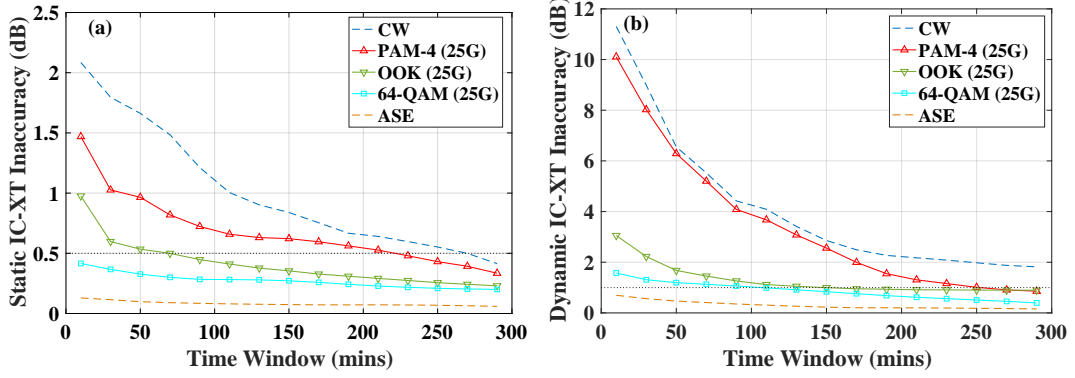 (a)
CW
PAM-4 (25G)
OOK (25G)
64-QAM (25G)
ASE
Static IC-XT Inaccuracy (dB)
2.5
2
1.5
1
0.5
0
0 50 100 150 200 250 300
Time Window (mins)
(b)
CW
PAM-4 (25G)
OOK (25G)
64-QAM (25G)
ASE
Dynamic IC-XT Inaccuracy (dB)
12
10
8
6
4
2
0
0 50 100 150 200 250 300
Time Window (mins)